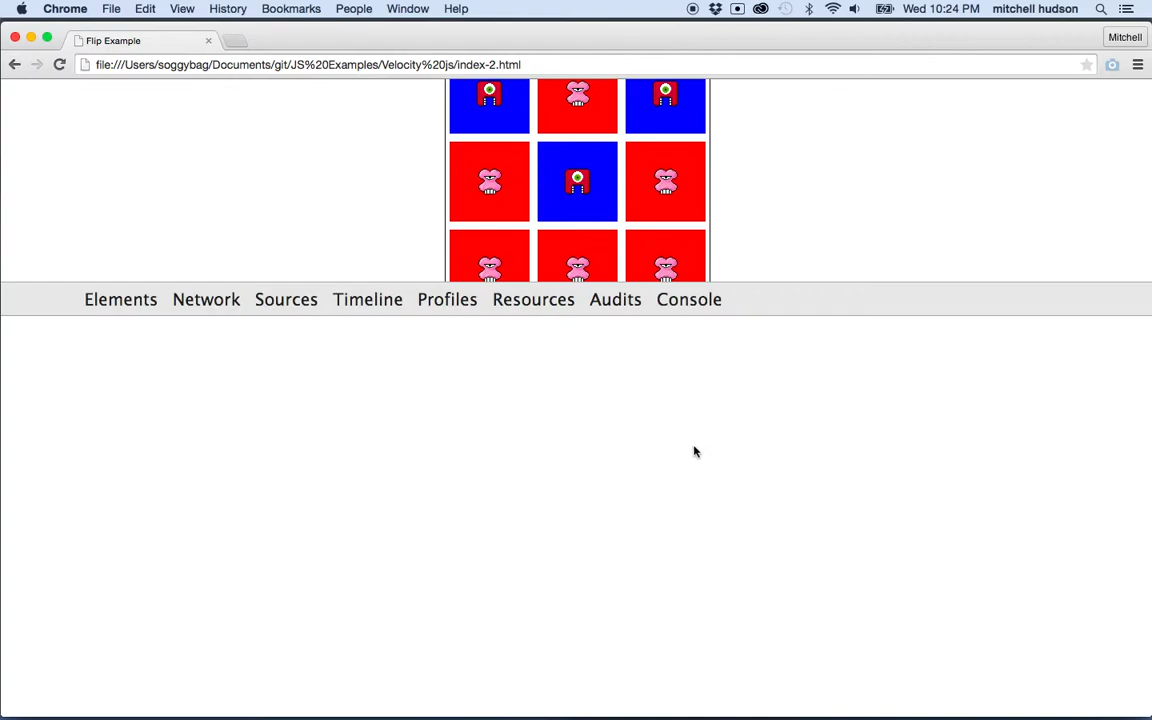 Chrome File Edit View History Bookmarks People Window Help Wed 10:24 PM mitchell hudson
Flip Example Mitchell
file:///Users/soggybag/Documents/git/JS%20Examples/Velocity%20js/index-2.html
Elements Network Sources Timeline Profiles Resources Audits Console